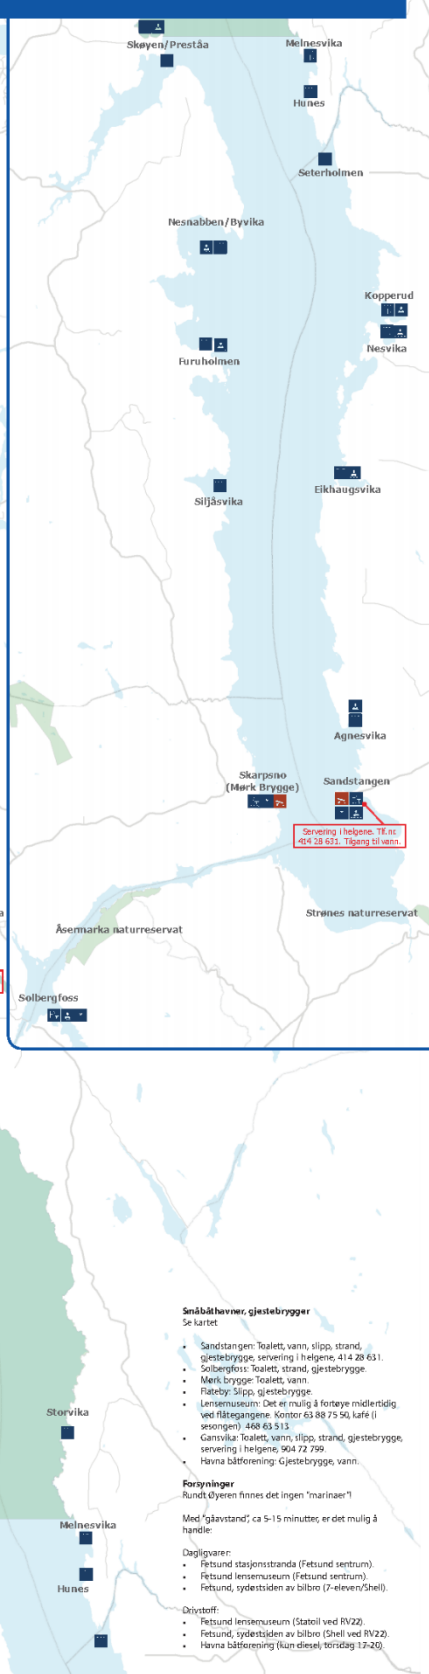 Skøyen/Preståa
Melnesvika
Hunes
Seterholmen
Nesnabben/Byvika
Kopperud
Nesvika
Furuholmen
Eikhaugsvika
Siljåsvika
Agnesvika
Skarpsno
(Mørk Brygge)
Sandstangen
Servering i helgene. Tlf.nr.
414 28 631. Tilgang til vann.
Strønes naturreservat
Åsermarka naturreservat
Solbergfoss
Småbåthavner, gjestebrygger
Se kartet
• Sandstangen: Toalett, vann, slipp, strand,
gjestebrygge, servering i helgene, 414 28 631.
• Solbergfoss: Toalett, strand, gjestebrygge.
• Mørk brygge: Toalett, vann.
• Flateby: Slipp, gjestebrygge.
• Lensemuseum: Det er mulig å fortøye midlertidig
ved flåtegangene. Kontor 63 88 75 50, kafé (i
sesongen) 468 63 513
• Gansvika: Toalett, vann, slipp, strand, gjestebrygge,
servering i helgene, 904 72 799.
• Havna båtforening: Gjestebrygge, vann.
Forsyninger
Rundt Øyeren finnes det ingen "marinaer"!
Med "gåavstand", ca 5-15 minutter, er det mulig å
handle:
Dagligvarer:
• Fetsund stasjonsstranda (Fetsund sentrum).
• Fetsund lensemuseum (Fetsund sentrum).
• Fetsund, sydøstsiden av bilbro (7-eleven/Shell).
Drivstoff:
• Fetsund lensemuseum (Statoil ved RV22).
• Fetsund, sydøstsiden av bilbro (Shell ved RV22).
• Havna båtforening (kun diesel, torsdag 17-20).
Storvika
Melnesvika
Hunes